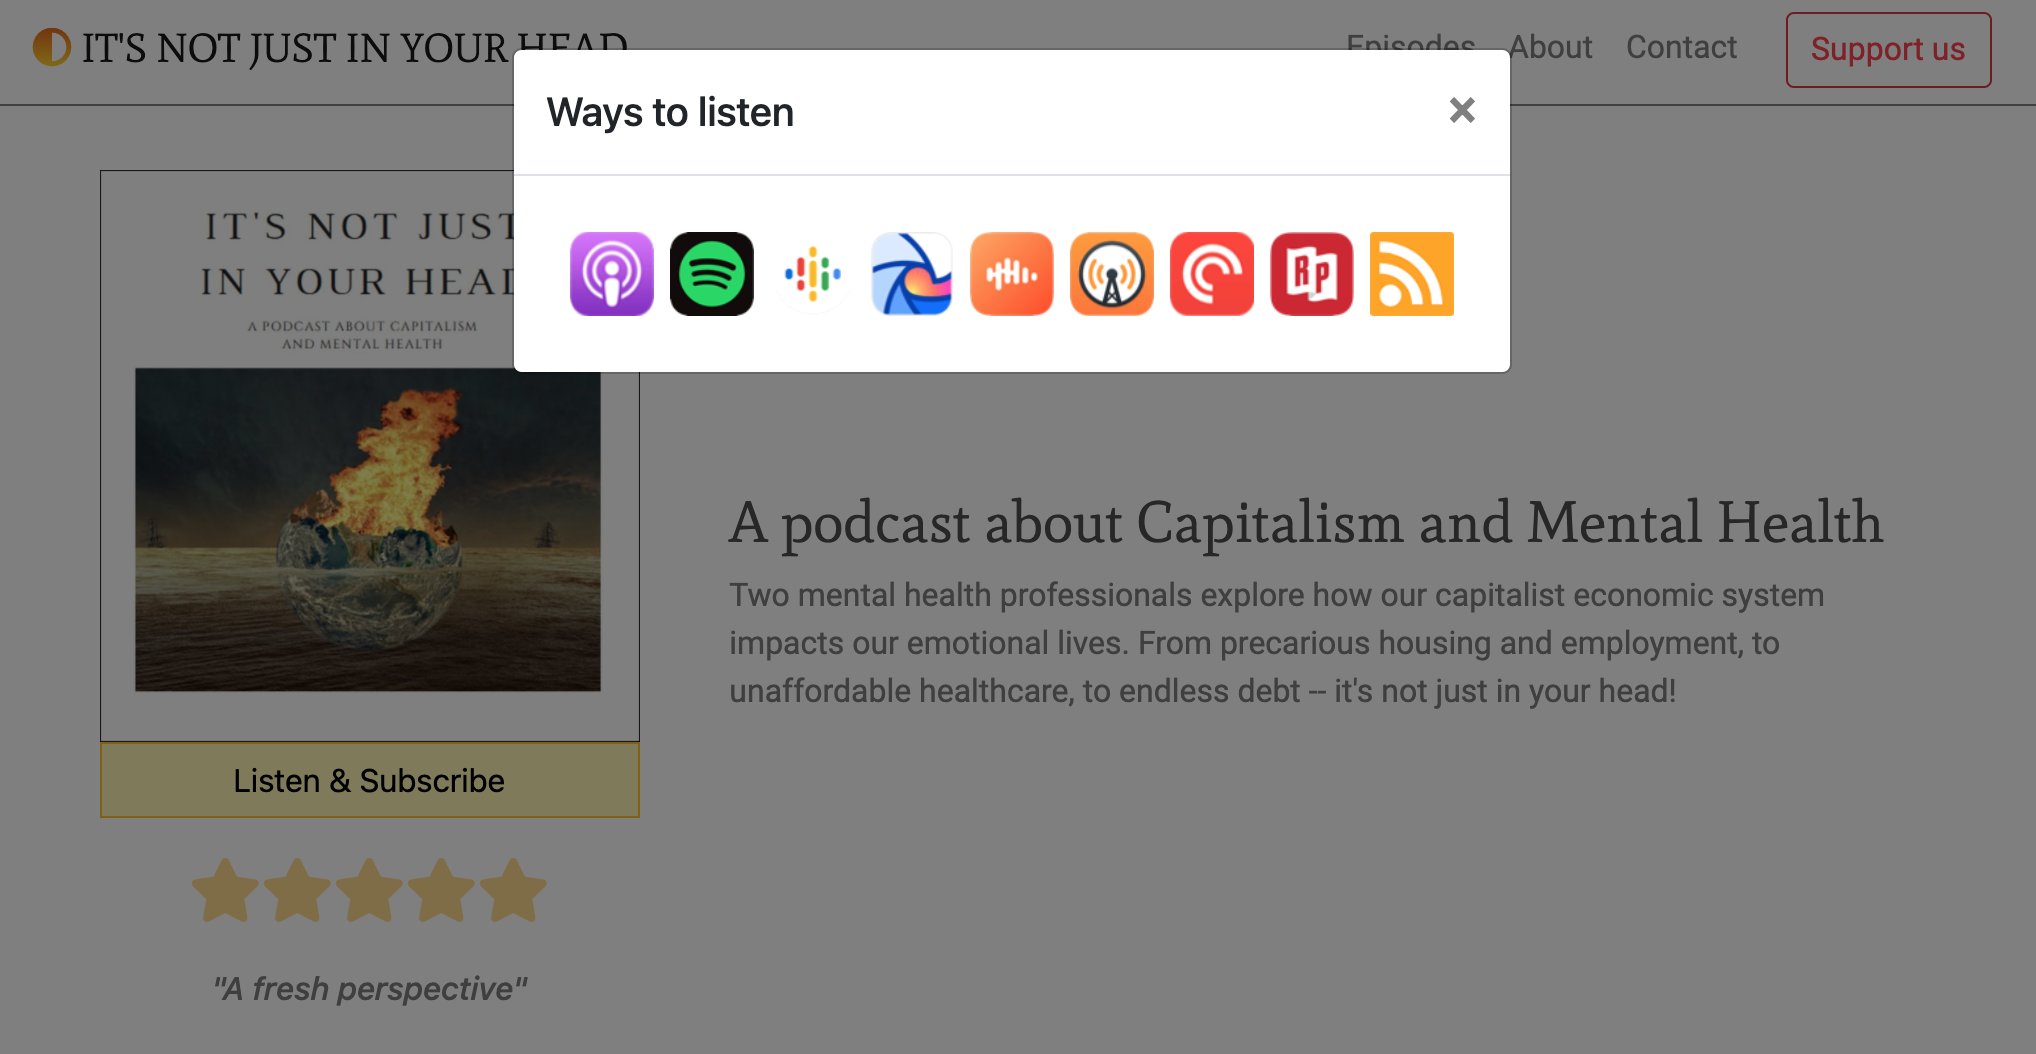 IT'S NOT JUST IN YOUR HEAD
Episodes
About
Contact
Support us
Ways to listen
×
IT'S NOT JUST
IN YOUR HEAD
A PODCAST ABOUT CAPITALISM
AND MENTAL HEALTH
RP
A podcast about Capitalism and Mental Health
Two mental health professionals explore how our capitalist economic system
impacts our emotional lives. From precarious housing and employment, to
unaffordable healthcare, to endless debt -- it's not just in your head!
Listen & Subscribe
"A fresh perspective"